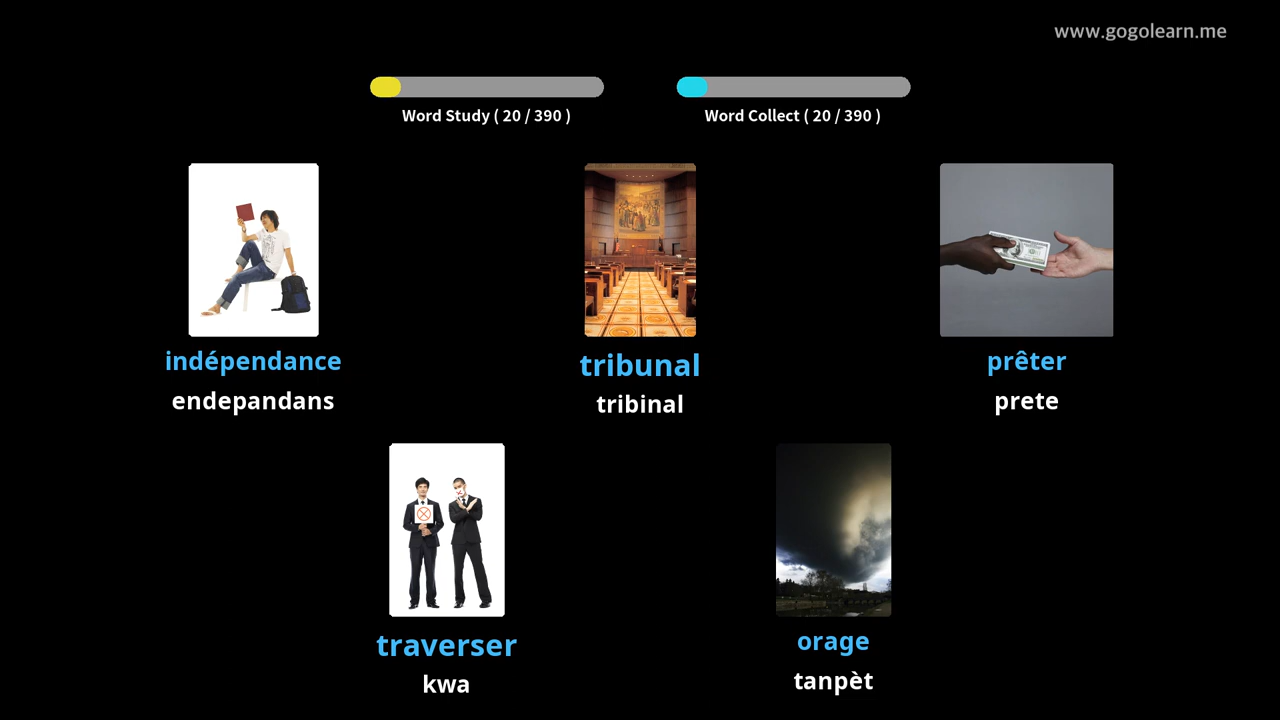 www.gogolearn.me
Word Study ( 20 / 390 )
Word Collect ( 20 / 390 )
indépendance
endepandans
tribunal
tribinal
prêter
prete
traverser
kwa
orage
tanpèt